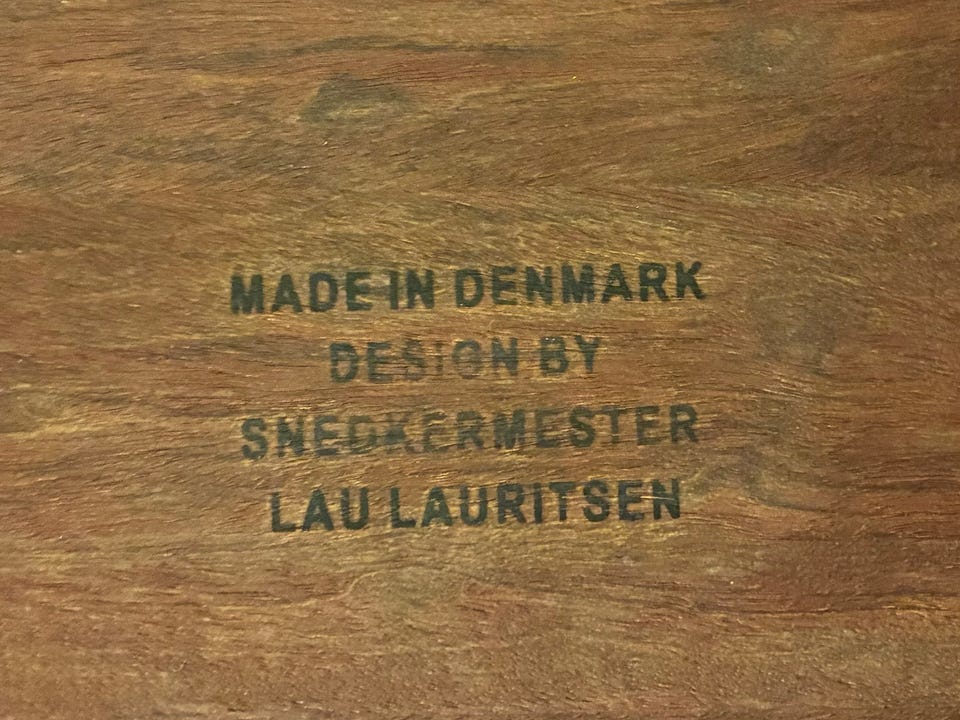 MADE IN DENMARK
DESIGN BY
SNEDKERMESTER
LAU LAURITSEN